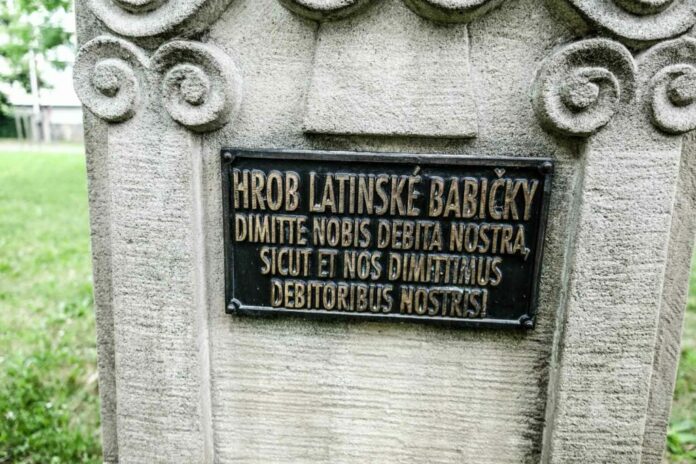 HROB LATINSKÉ BABIČKY
DIMITTE NOBIS DEBITA NOSTRA,
SICUT ET NOS DIMITTIMUS
DEBITORIBUS NOSTRIS!